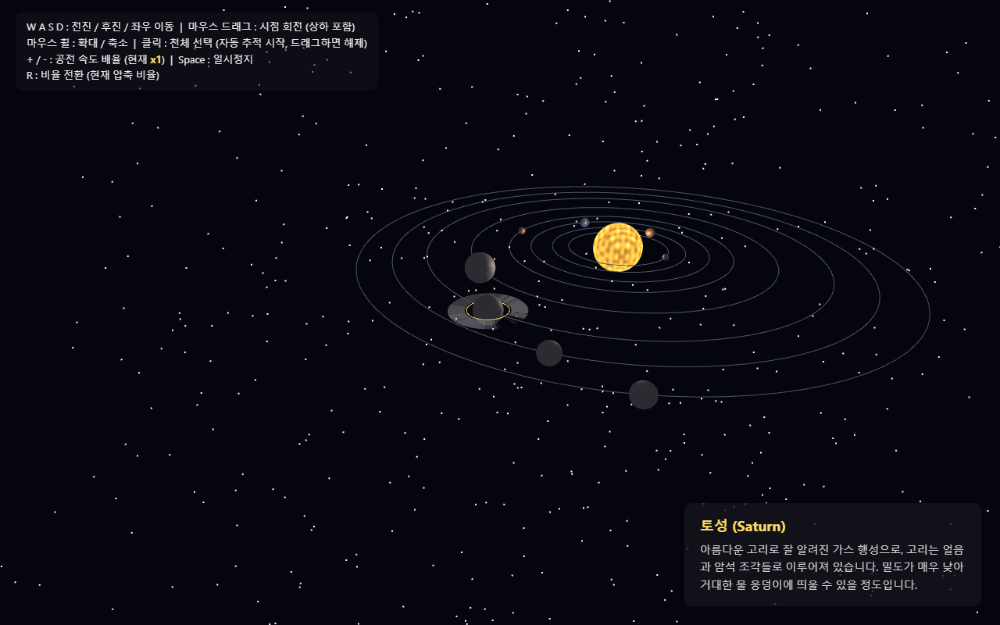 W A S D : 전진 / 후진 / 좌우 이동 | 마우스 드래그 : 시점 회전 (상하 포함)
마우스 휠 : 확대 / 축소 | 클릭 : 천체 선택 (자동 추적 시작, 드래그하면 해제)
+ / - : 공전 속도 배율 (현재 x1) | Space : 일시정지
R : 비율 전환 (현재 압축 비율)
토성 (Saturn)
아름다운 고리로 잘 알려진 가스 행성으로, 고리는 얼음
과 암석 조각들로 이루어져 있습니다. 밀도가 매우 낮아
거대한 물 웅덩이에 띄울 수 있을 정도입니다.